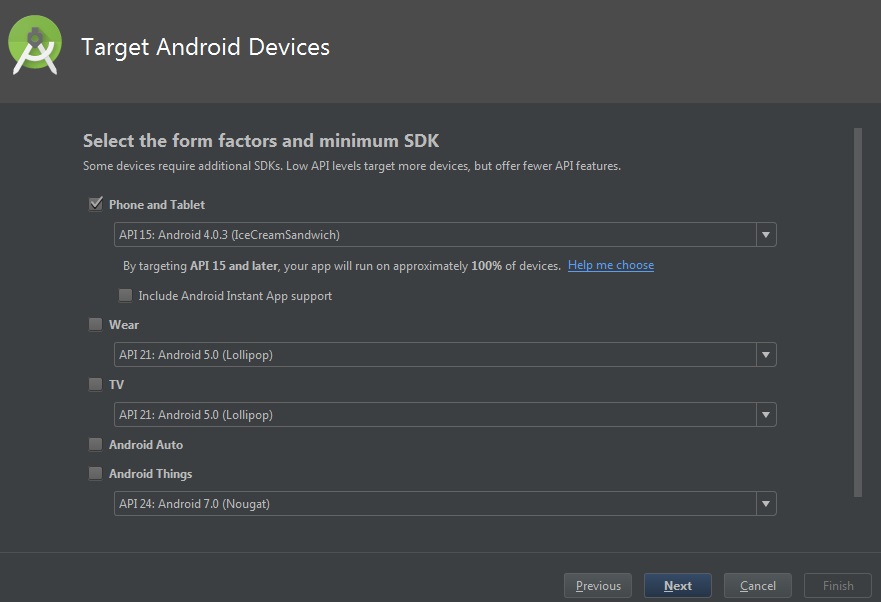 Target Android Devices
Select the form factors and minimum SDK
Some devices require additional SDKs. Low API levels target more devices, but offer fewer API features.
Phone and Tablet
API 15: Android 4.0.3 (IceCreamSandwich)
By targeting API 15 and later, your app will run on approximately 100% of devices. Help me choose
Include Android Instant App support
Wear
API 21: Android 5.0 (Lollipop)
TV
API 21: Android 5.0 (Lollipop)
Android Auto
Android Things
API 24: Android 7.0 (Nougat)
Previous Next Cancel Finish